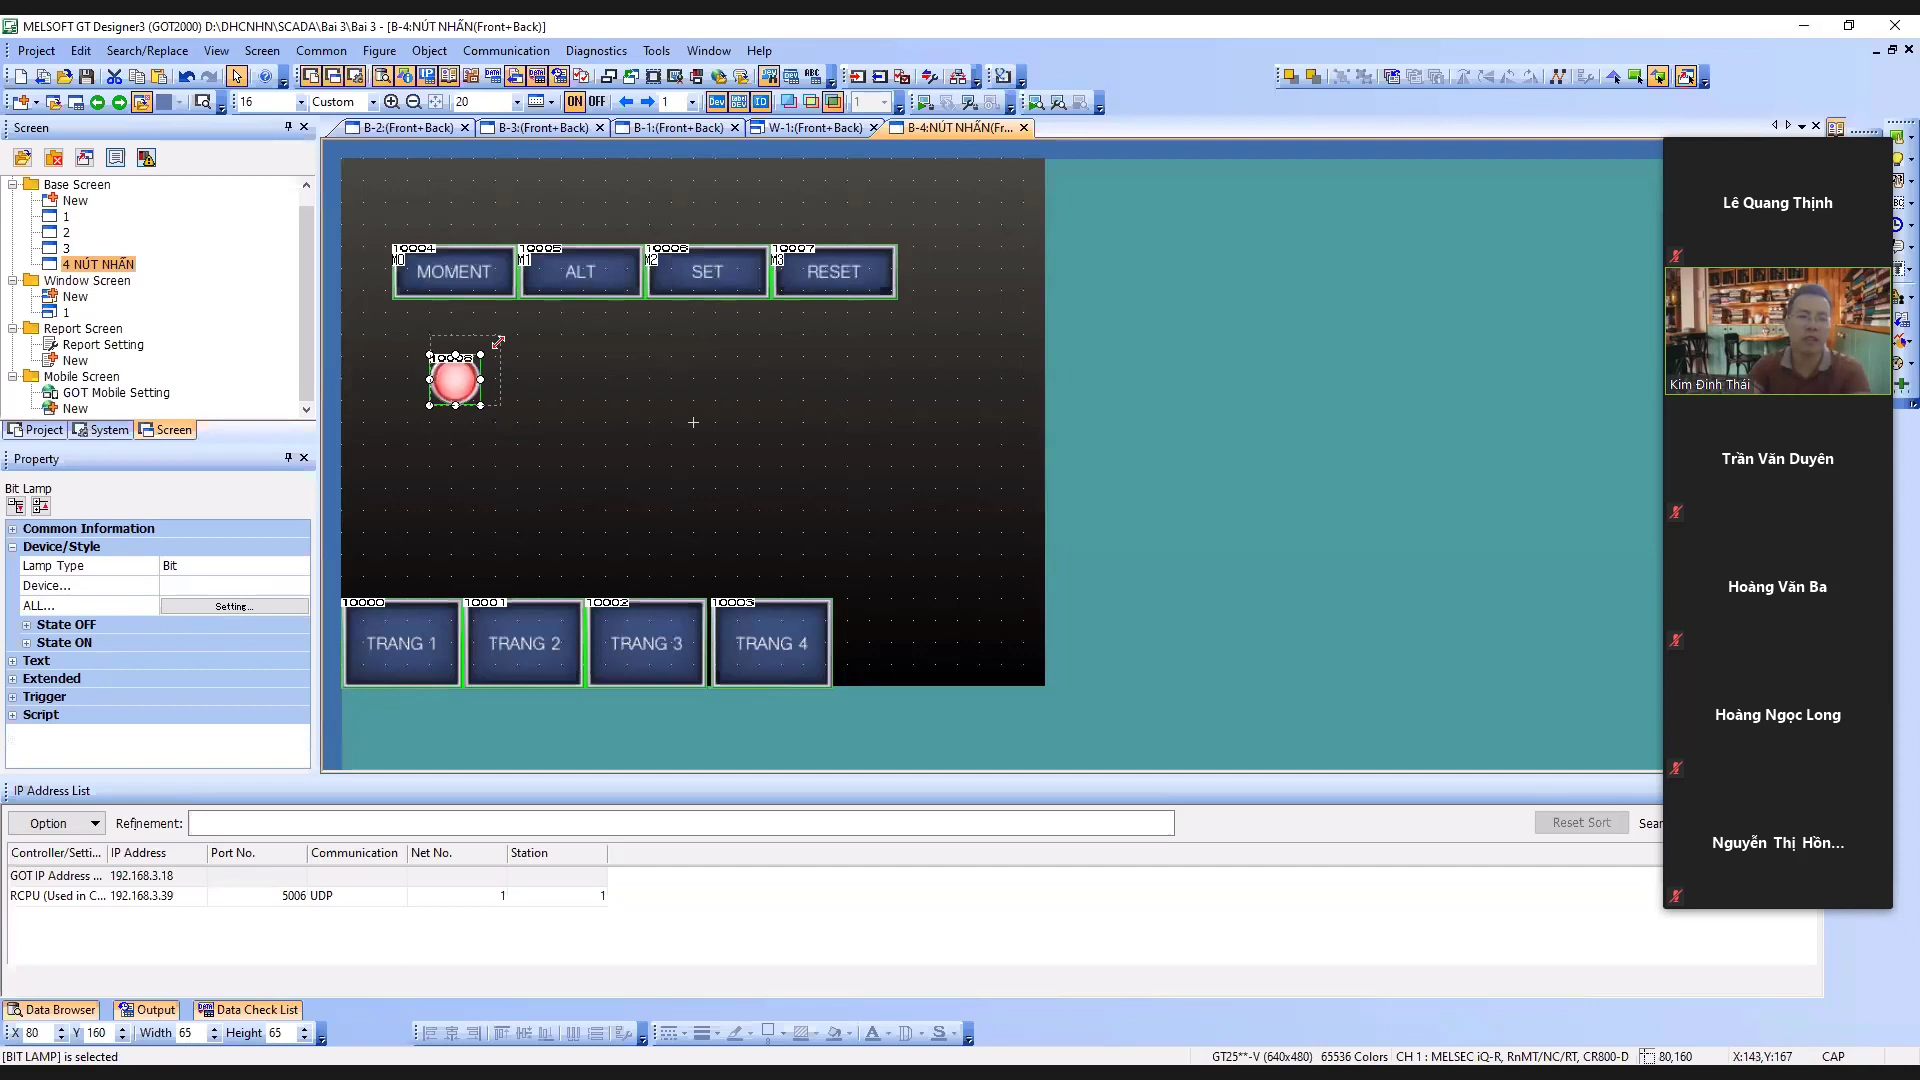 MELSOFT GT Designer3 (GOT2000) D:\DHCNHN\SCADA\Bai 3\Bai 3 - [B-4:NÚT NHẤN(Front+Back)]
Project Edit Search/Replace View Screen Common Figure Object Communication Diagnostics Tools Window Help
16 Custom 20 ON OFF 1 Dev ID 1
Screen
B-2:(Front+Back) B-3:(Front+Back) B-1:(Front+Back) W-1:(Front+Back) B-4:NÚT NHẤN(Fr...
Base Screen
New
1
2
3
4 NÚT NHẤN
Window Screen
New
1
Report Screen
Report Setting
New
Mobile Screen
GOT Mobile Setting
New
Project System Screen
Property
Bit Lamp
Common Information
Device/Style
Lamp Type Bit
Device...
ALL... Setting...
State OFF
State ON
Text
Extended
Trigger
Script
10004 10005 10006 10007
M0 M1 M2 M3
MOMENT ALT SET RESET
10008
10000 10001 10002 10003
TRANG 1 TRANG 2 TRANG 3 TRANG 4
Lê Quang Thịnh
Kim Đình Thái
Trần Văn Duyên
Hoàng Văn Ba
Hoàng Ngọc Long
Nguyễn Thị Hồn...
IP Address List
Option Refinement: Reset Sort Sear
Controller/Setti... IP Address Port No. Communication Net No. Station
GOT IP Address ... 192.168.3.18
RCPU (Used in C... 192.168.3.39 5006 UDP 1 1
Data Browser Output Data Check List
X 80 Y 160 Width 65 Height 65
[BIT LAMP] is selected GT25**-V (640x480) 65536 Colors CH 1 : MELSEC iQ-R, RnMT/NC/RT, CR800-D 80,160 X:143,Y:167 CAP